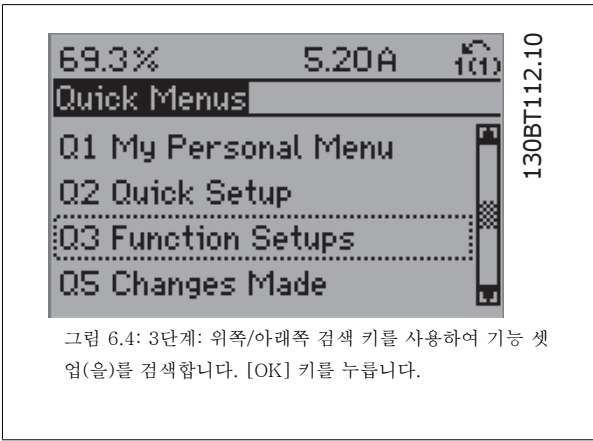 69.3% 5.20A 1(1)
Quick Menus
Q1 My Personal Menu
Q2 Quick Setup
Q3 Function Setups
Q5 Changes Made
130BT112.10
그림 6.4: 3단계: 위쪽/아래쪽 검색 키를 사용하여 기능 셋
업(을)를 검색합니다. [OK] 키를 누릅니다.